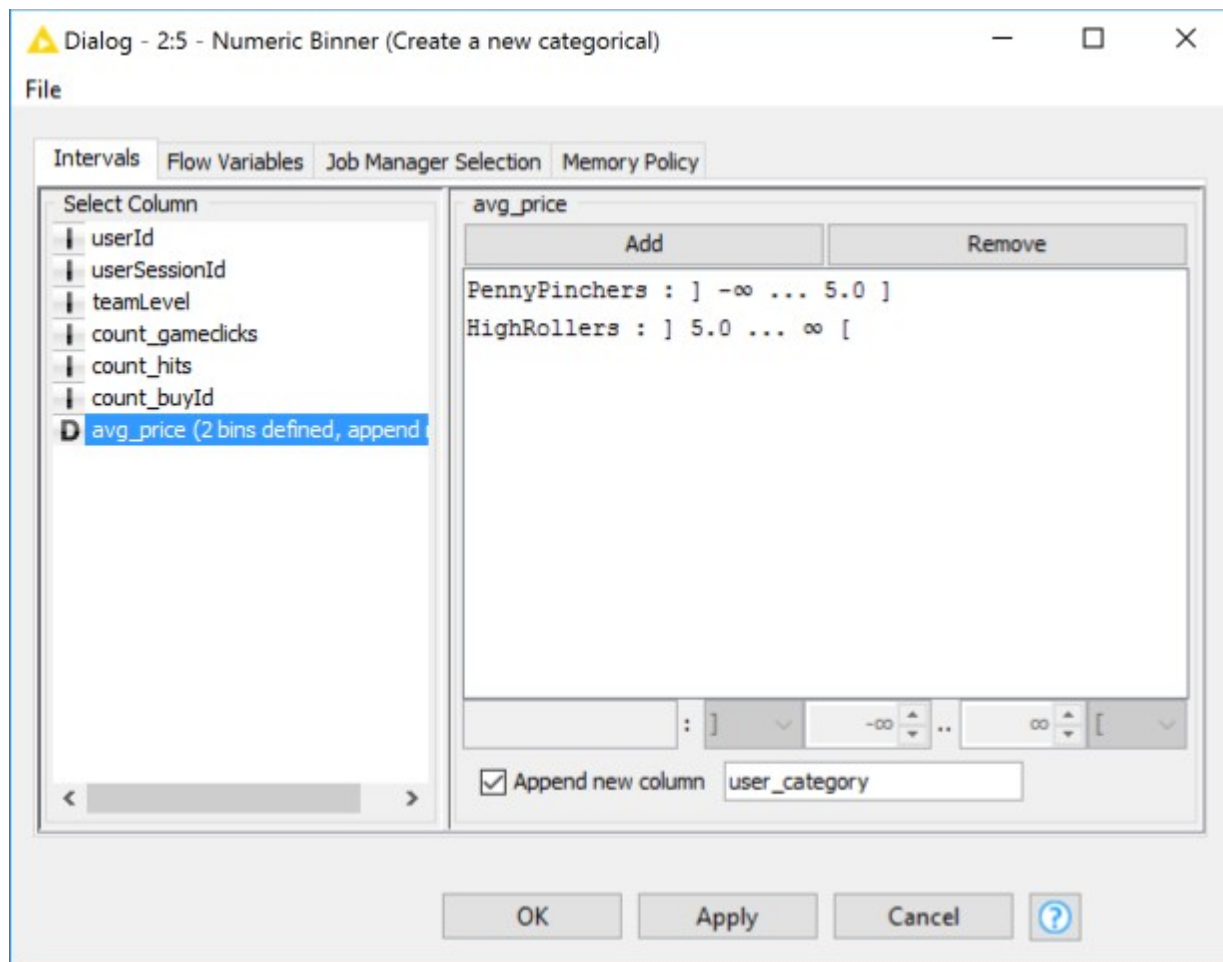 Dialog - 2:5 - Numeric Binner (Create a new categorical)
File
Intervals Flow Variables Job Manager Selection Memory Policy
Select Column
userId
userSessionId
teamLevel
count_gameclicks
count_hits
count_buyId
D avg_price (2 bins defined, append
avg_price
Add Remove
PennyPinchers : ] -∞ ... 5.0 ]
HighRollers : ] 5.0 ... ∞ [
: ] -∞ .. ∞ [
Append new column user_category
OK Apply Cancel ?